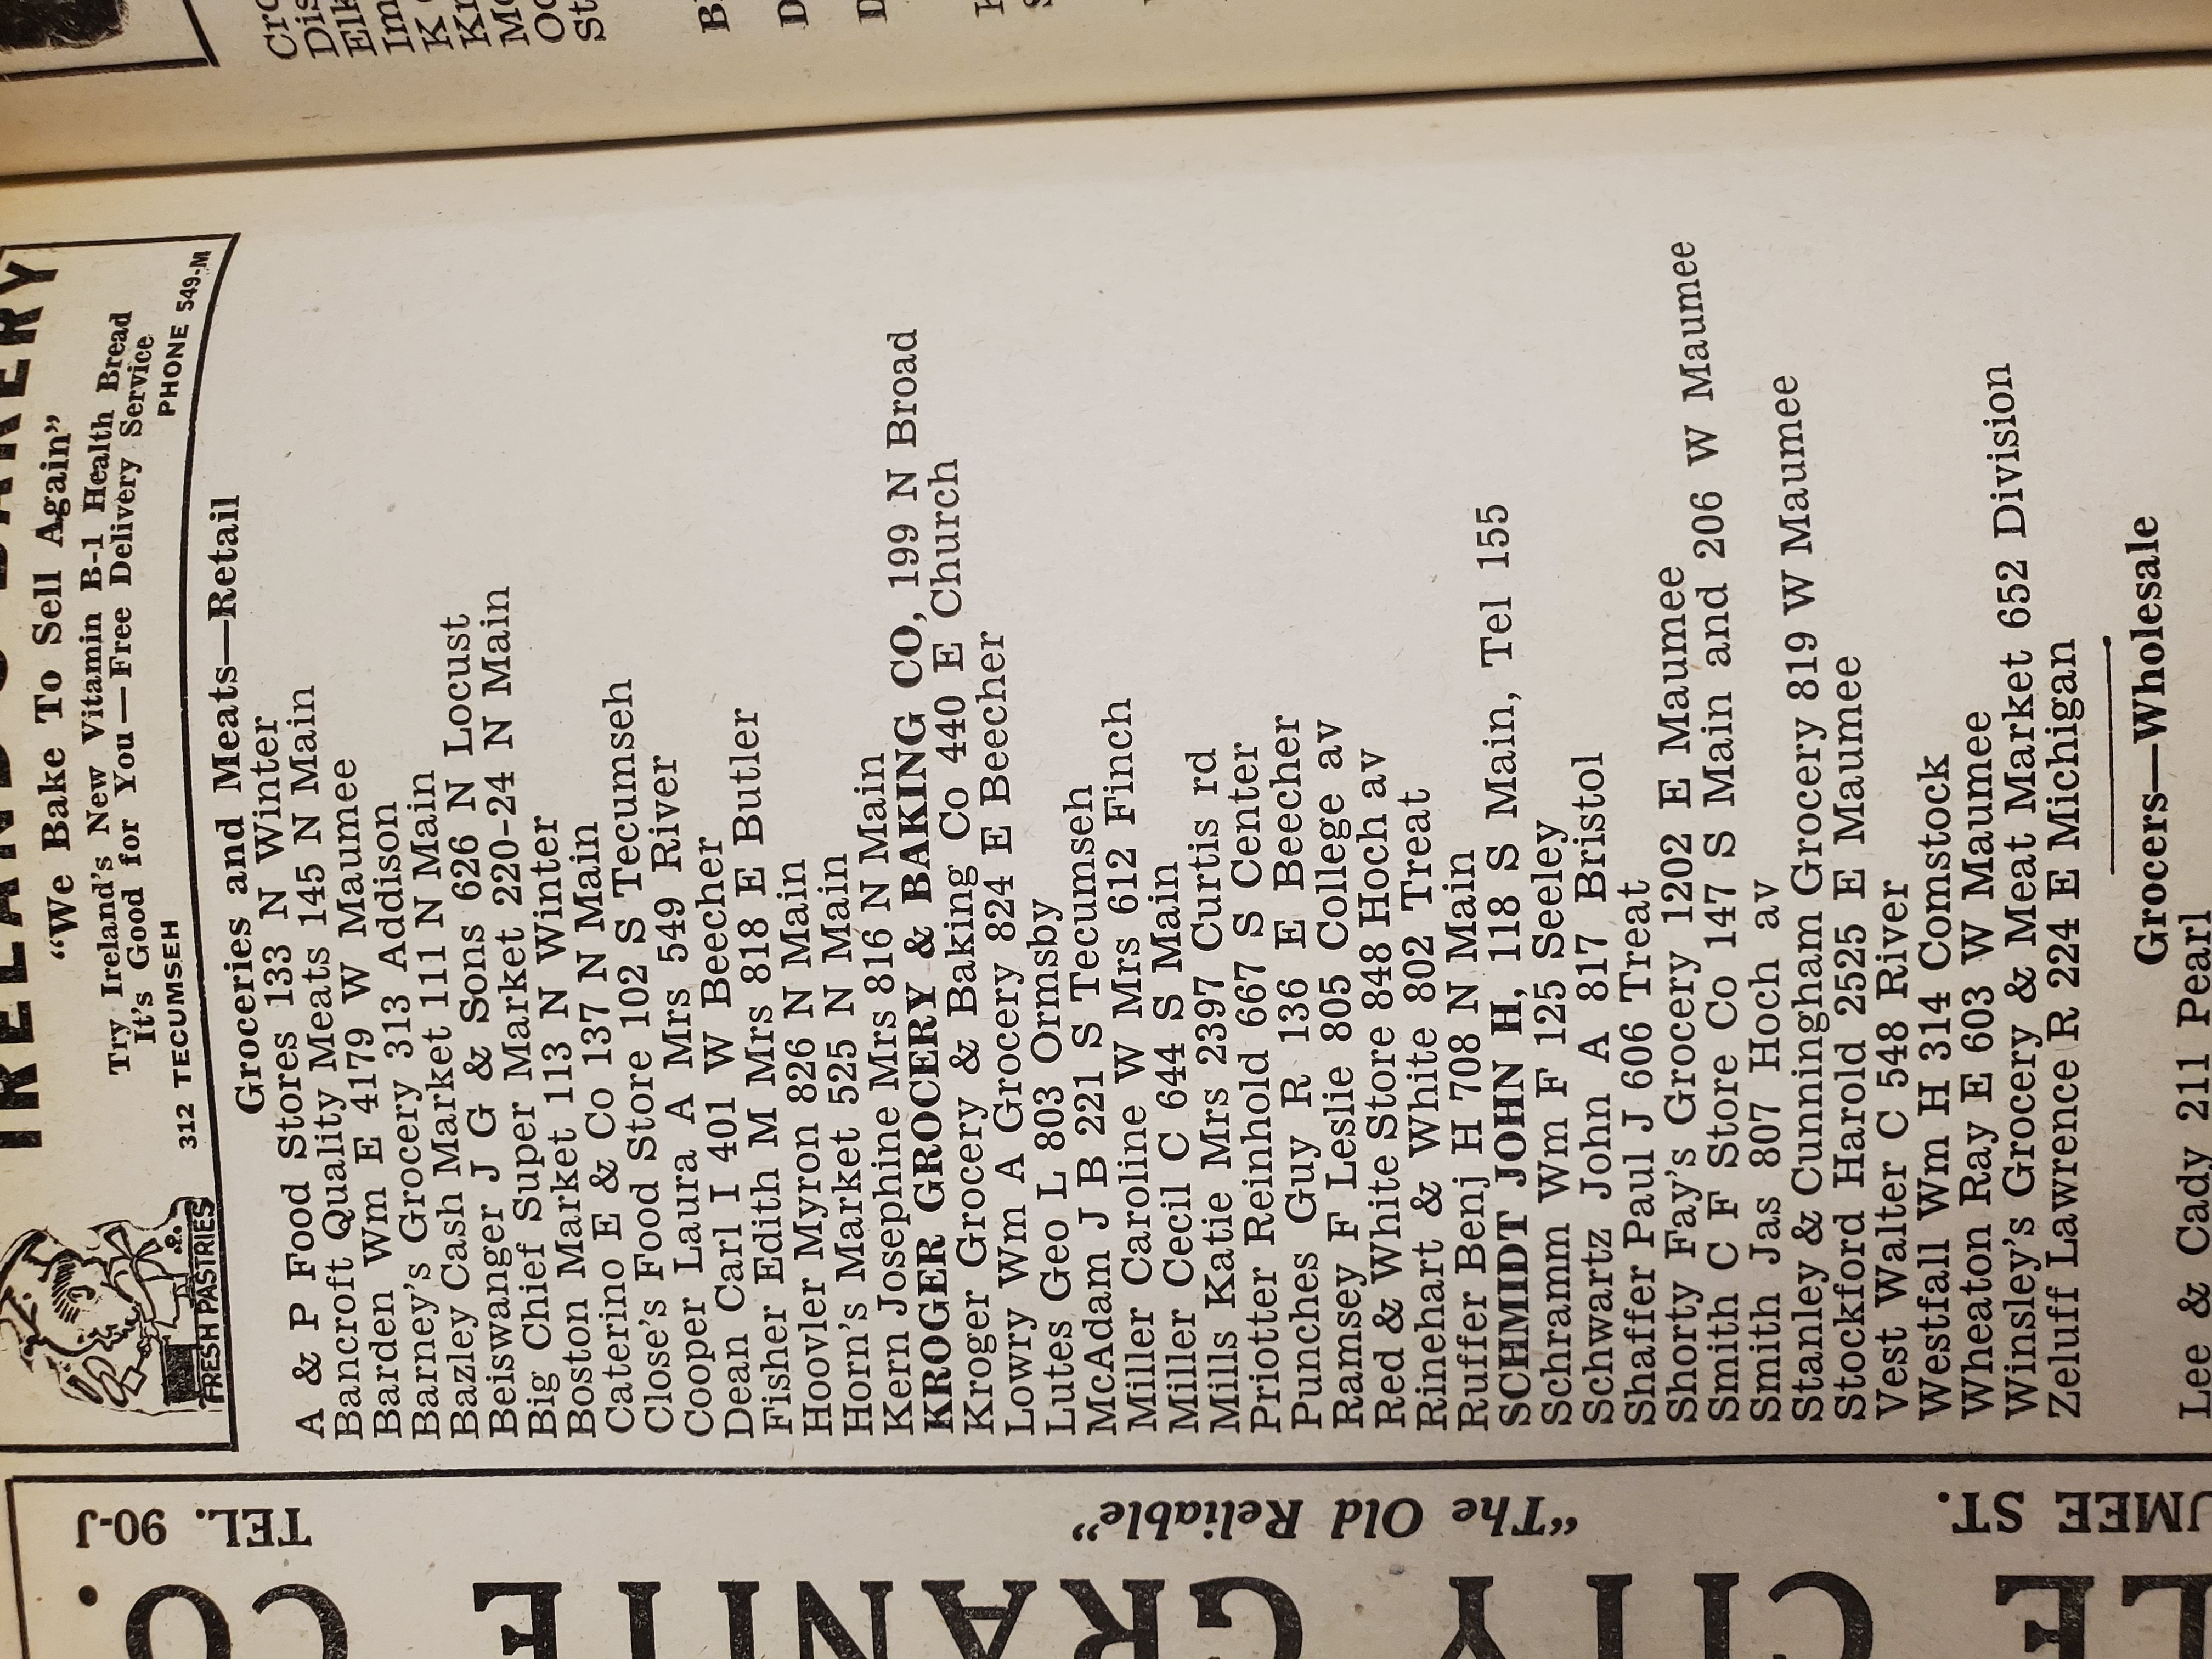 "We Bake To Sell Again"
Try Ireland's New Vitamin B-1 Health Bread
It's Good for You—Free Delivery Service
312 TECUMSEH PHONE 549-M
FRESH PASTRIES
Groceries and Meats—Retail
A & P Food Stores 133 N Winter
Bancroft Quality Meats 145 N Main
Barden Wm E 4179 W Maumee
Barney's Grocery 313 Addison
Bazley Cash Market 111 N Main
Beiswanger J G & Sons 626 N Locust
Big Chief Super Market 220-24 N Main
Boston Market 113 N Winter
Caterino E & Co 137 N Main
Close's Food Store 102 S Tecumseh
Cooper Laura A Mrs 549 River
Dean Carl I 401 W Beecher
Fisher Edith M Mrs 818 E Butler
Hoovler Myron 826 N Main
Horn's Market 525 N Main
Kern Josephine Mrs 816 N Main
KROGER GROCERY & BAKING CO, 199 N Broad
Kroger Grocery & Baking Co 440 E Church
Lowry Wm A Grocery 824 E Beecher
Lutes Geo L 803 Ormsby
McAdam J B 221 S Tecumseh
Miller Caroline W Mrs 612 Finch
Miller Cecil C 644 S Main
Mills Katie Mrs 2397 Curtis rd
Priotter Reinhold 667 S Center
Punches Guy R 136 E Beecher
Ramsey F Leslie 805 College av
Red & White Store 848 Hoch av
Rinehart & White 802 Treat
Ruffer Benj H 708 N Main
SCHMIDT JOHN H, 118 S Main, Tel 155
Schramm Wm F 125 Seeley
Schwartz John A 817 Bristol
Shaffer Paul J 606 Treat
Shorty Fay's Grocery 1202 E Maumee
Smith C F Store Co 147 S Main and 206 W Maumee
Smith Jas 807 Hoch av
Stanley & Cunningham Grocery 819 W Maumee
Stockford Harold 2525 E Maumee
Vest Walter C 548 River
Westfall Wm H 314 Comstock
Wheaton Ray E 603 W Maumee
Winsley's Grocery & Meat Market 652 Division
Zeluff Lawrence R 224 E Michigan
Grocers—Wholesale
Lee & Cady 211 Pearl
TEL. 90-J
"The Old Reliable"
ST.
CITY GRANITE CO.